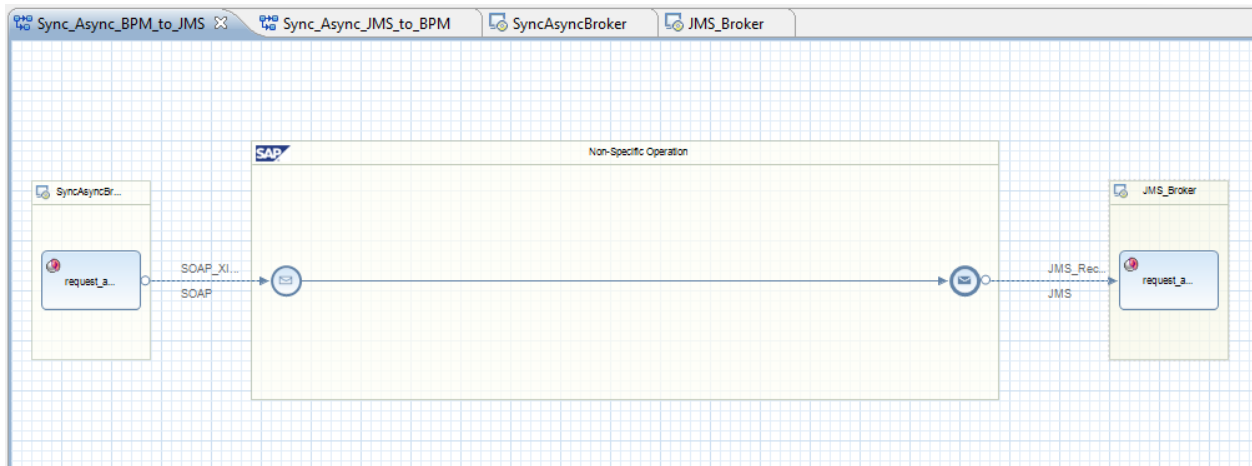 Sync_Async_BPM_to_JMS Sync_Async_JMS_to_BPM SyncAsyncBroker JMS_Broker
SAP Non-Specific Operation
SyncAsyncBr...
JMS_Broker
SOAP_XI...
JMS_Rec...
request_a...
request_a...
SOAP
JMS